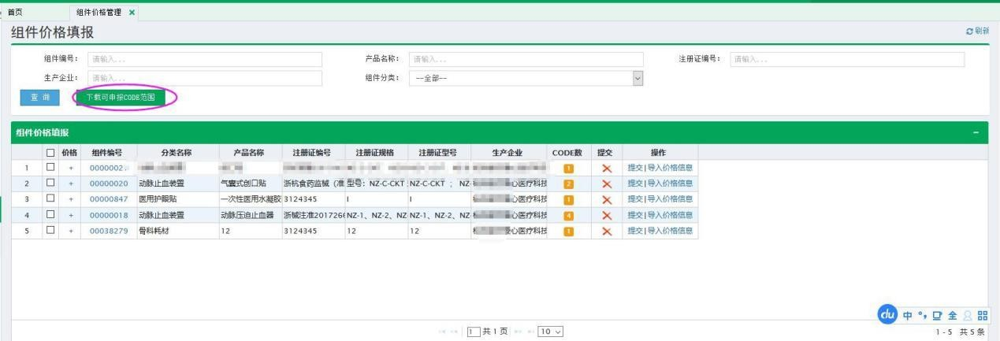 首页 组件价格管理 ×
组件价格填报 刷新
组件编号： 请输入... 产品名称： 请输入... 注册证编号： 请输入...
生产企业： 请输入... 组件分类： --全部--
查 询 下载可申报CODE范围
组件价格填报 −
价格 组件编号 分类名称 产品名称 注册证编号 注册证规格 注册证型号 生产企业 CODE数 提交 操作
1 + 1 提交|导入价格信息
2 + 00000020 动脉止血装置 气囊式创口贴 浙杭食药监械（准 型号：NZ-C-CKT NZ-C-CKT ； NZ- 心医疗科技 2 提交|导入价格信息
3 + 00000847 医用护眼贴 一次性医用水凝胶 3124345 I I 心医疗科技 1 提交|导入价格信息
4 + 00000018 动脉止血装置 动脉压迫止血器 浙械注准2017266 NZ-1、NZ-2、NZ NZ-1、NZ-2、NZ 心医疗科技 4 提交|导入价格信息
5 + 00038279 骨科耗材 12 3124345 12 12 心医疗科技 1 提交|导入价格信息
du 中 °, 全
1 共 1 页 10 1 - 5 共 5 条